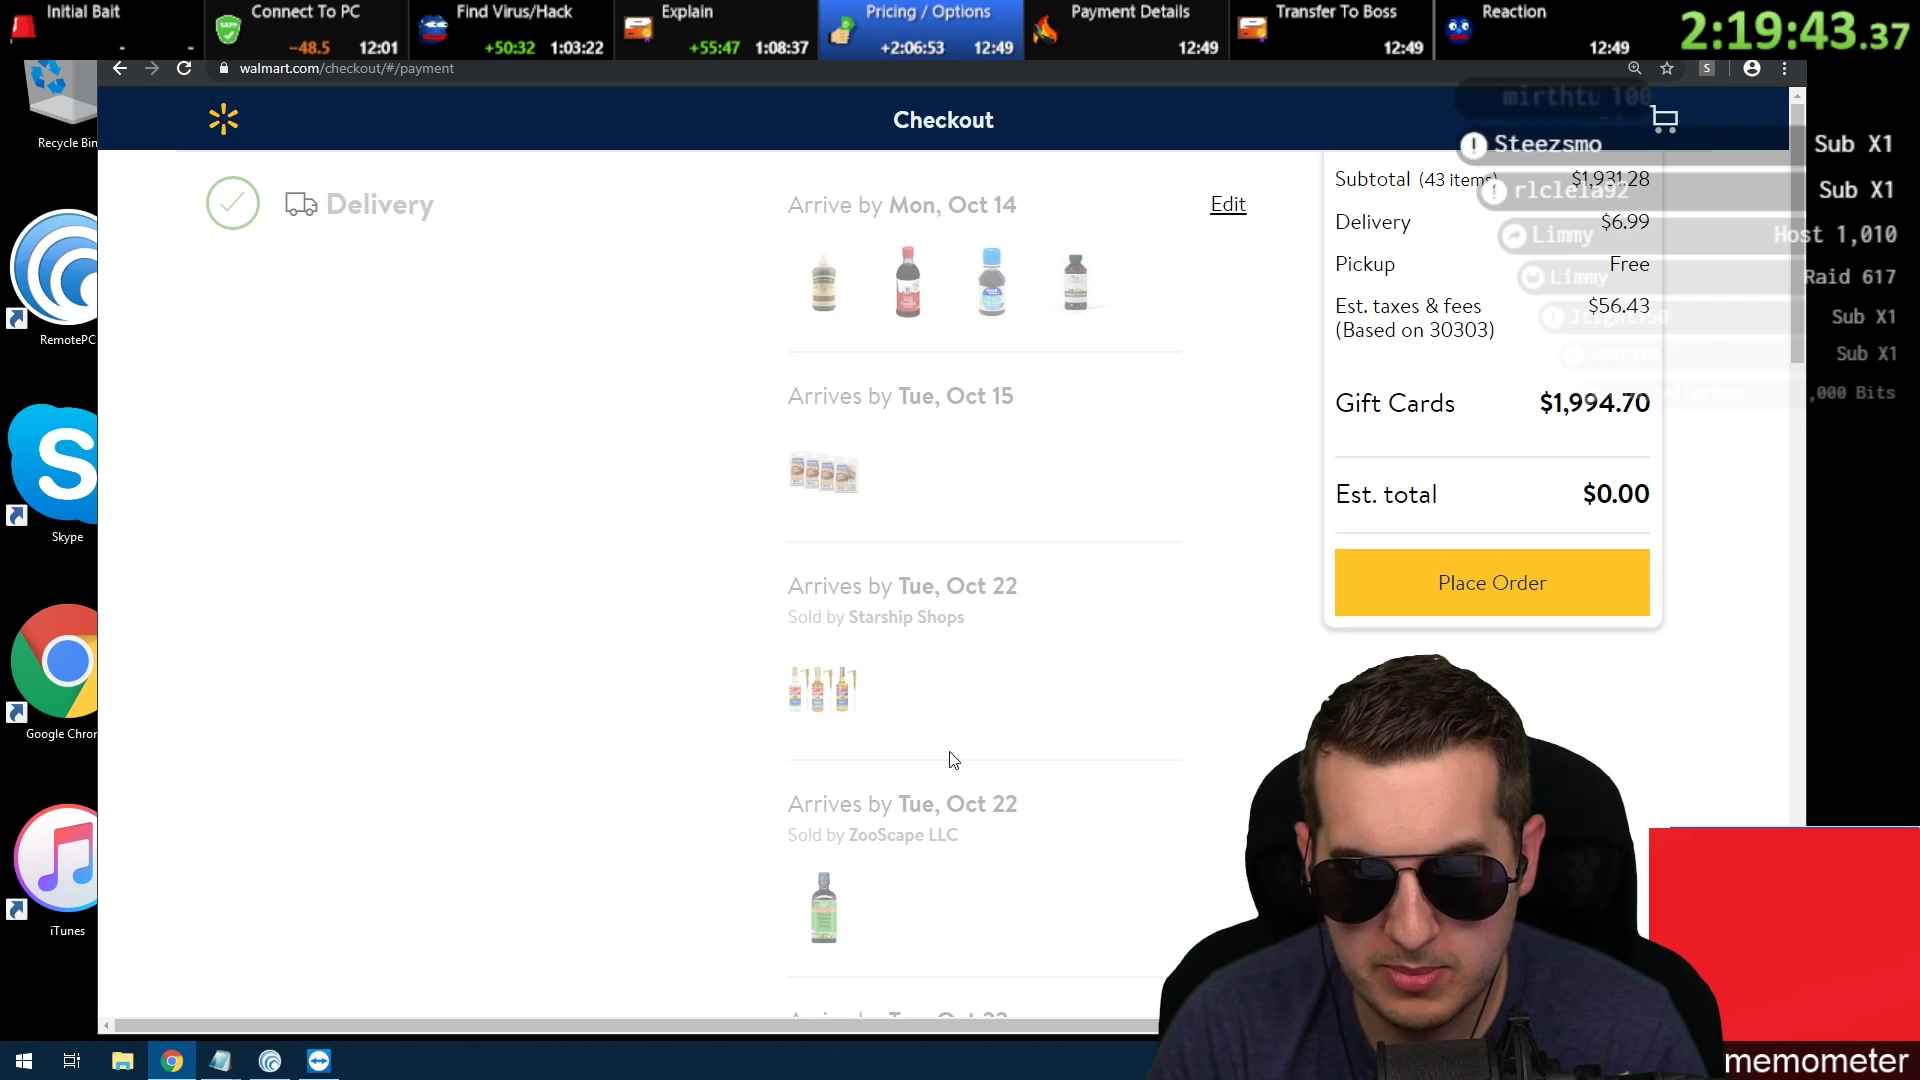 Initial Bait
- -
Connect To PC
-48.5 12:01
Find Virus/Hack
+50:32 1:03:22
Explain
+55:47 1:08:37
Pricing / Options
+2:06:53 12:49
Payment Details
12:49
Transfer To Boss
12:49
Reaction
12:49
2:19:43.37
walmart.com/checkout/#/payment
S
Checkout
mirthtu 100
Steezsmo Sub X1
rlclela92 Sub X1
Limmy Host 1,010
Limmy Raid 617
Sub X1
Sub X1
,000 Bits
Recycle Bin
RemotePC
Skype
Google Chrom
iTunes
Delivery
Arrive by Mon, Oct 14
Edit
Arrives by Tue, Oct 15
Arrives by Tue, Oct 22
Sold by Starship Shops
Arrives by Tue, Oct 22
Sold by ZooScape LLC
Subtotal (43 items) $1,931.28
Delivery $6.99
Pickup Free
Est. taxes & fees $56.43
(Based on 30303)
Gift Cards $1,994.70
Est. total $0.00
Place Order
memometer